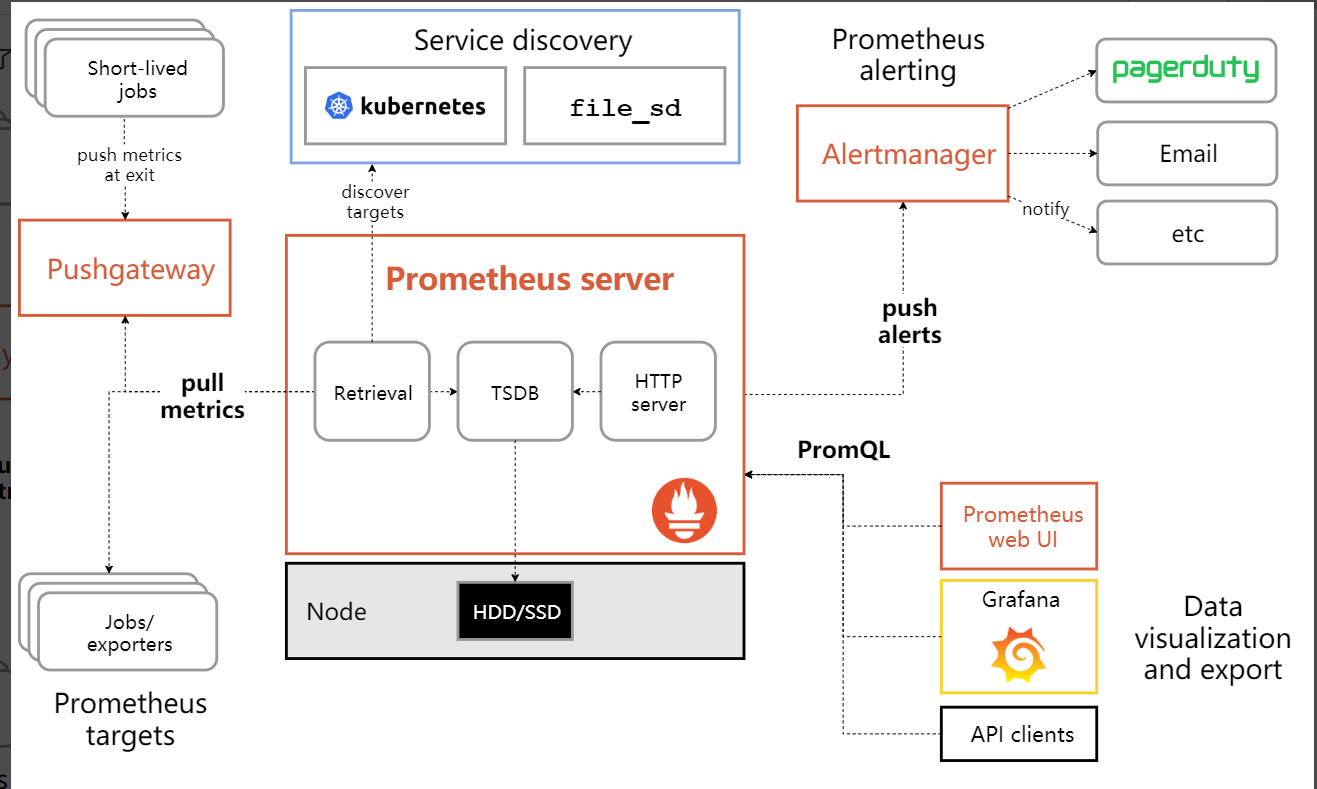 Short-lived
jobs
push metrics
at exit
Pushgateway
pull
metrics
Jobs/
exporters
Prometheus
targets
Service discovery
kubernetes
file_sd
discover
targets
Prometheus server
Retrieval
TSDB
HTTP
server
Node
HDD/SSD
Prometheus
alerting
Alertmanager
pagerduty
Email
notify
etc
push
alerts
PromQL
Prometheus
web UI
Grafana
API clients
Data
visualization
and export